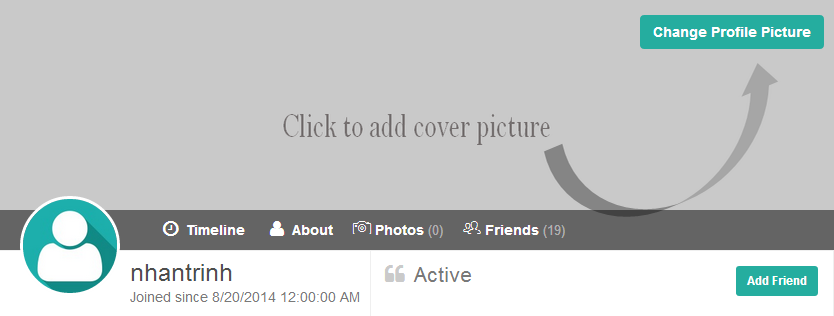 Change Profile Picture
Click to add cover picture
Timeline About Photos (0) Friends (19)
nhantrinh
Joined since 8/20/2014 12:00:00 AM
Active
Add Friend